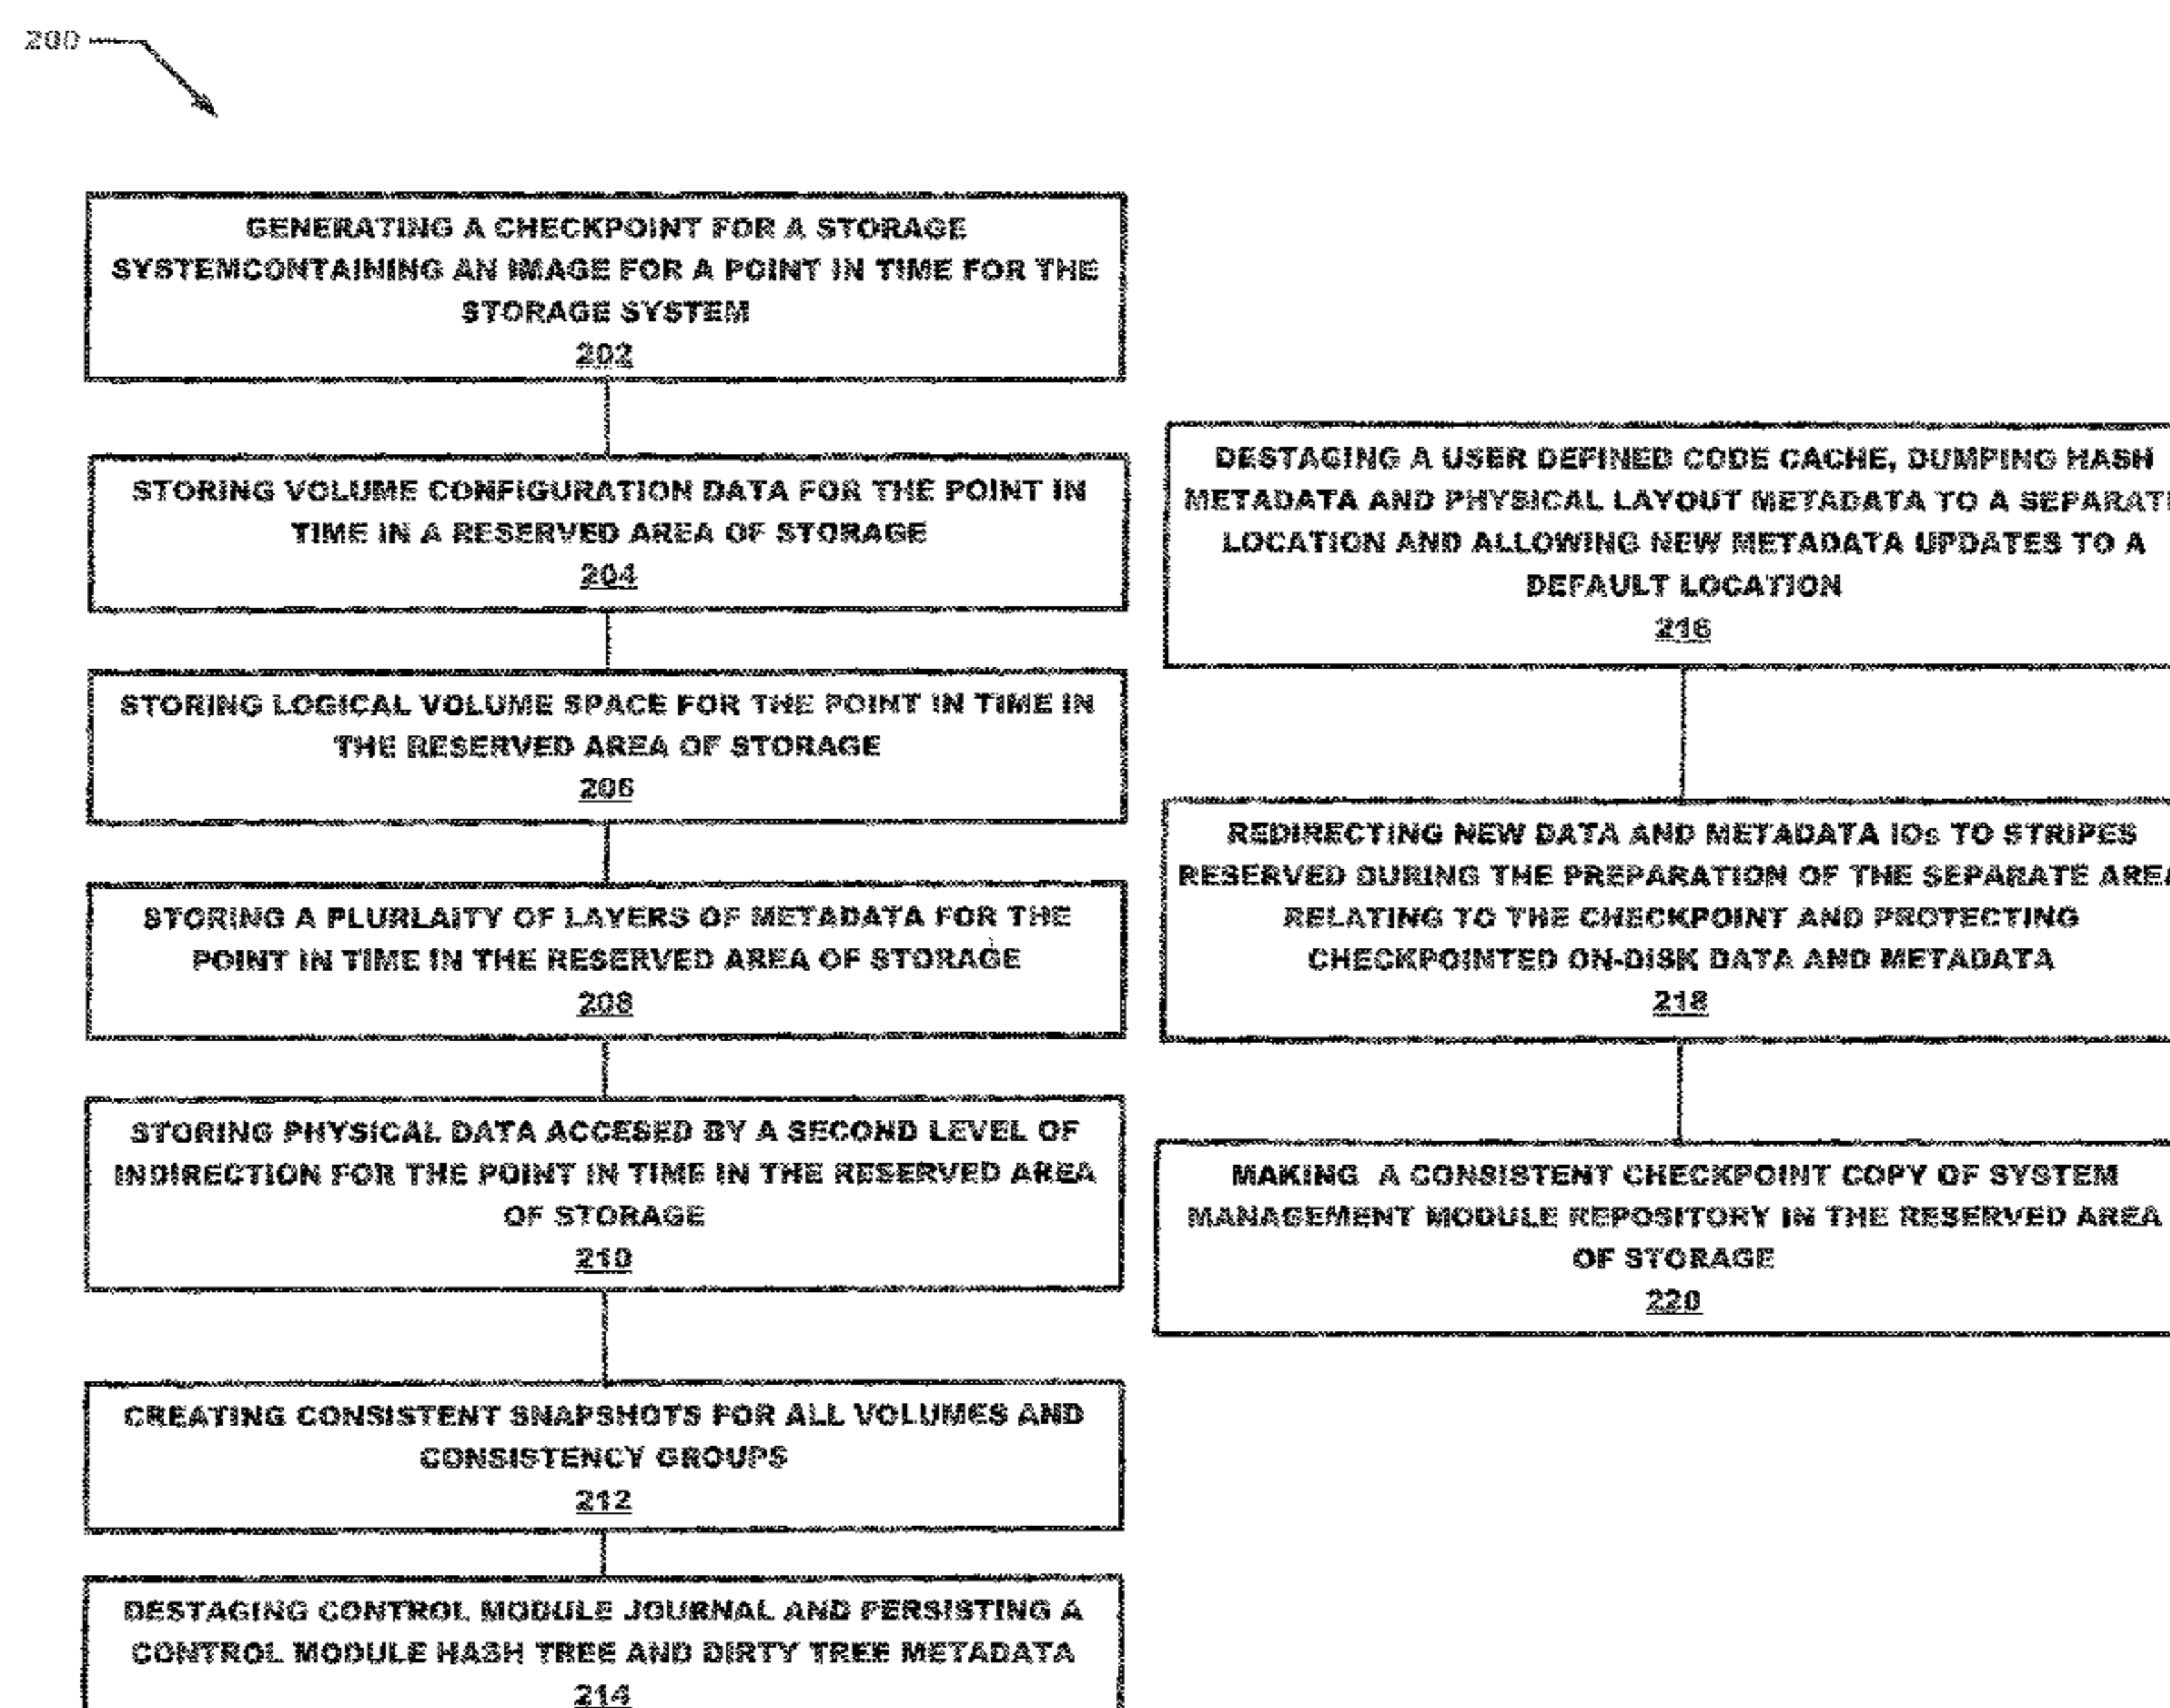 200
GENERATING A CHECKPOINT FOR A STORAGE
SYSTEMCONTAINING AN IMAGE FOR A POINT IN TIME FOR THE
STORAGE SYSTEM
202
STORING VOLUME CONFIGURATION DATA FOR THE POINT IN
TIME IN A RESERVED AREA OF STORAGE
204
STORING LOGICAL VOLUME SPACE FOR THE POINT IN TIME IN
THE RESERVED AREA OF STORAGE
206
STORING A PLURLAITY OF LAYERS OF METADATA FOR THE
POINT IN TIME IN THE RESERVED AREA OF STORAGE
208
STORING PHYSICAL DATA ACCESED BY A SECOND LEVEL OF
INDIRECTION FOR THE POINT IN TIME IN THE RESERVED AREA
OF STORAGE
210
CREATING CONSISTENT SNAPSHOTS FOR ALL VOLUMES AND
CONSISTENCY GROUPS
212
DESTAGING CONTROL MODULE JOURNAL AND PERSISTING A
CONTROL MODULE HASH TREE AND DIRTY TREE METADATA
214
DESTAGING A USER DEFINED CODE CACHE, DUMPING HASH
METADATA AND PHYSICAL LAYOUT METADATA TO A SEPARATE
LOCATION AND ALLOWING NEW METADATA UPDATES TO A
DEFAULT LOCATION
216
REDIRECTING NEW DATA AND METADATA IOs TO STRIPES
RESERVED DURING THE PREPARATION OF THE SEPARATE AREA
RELATING TO THE CHECKPOINT AND PROTECTING
CHECKPOINTED ON-DISK DATA AND METADATA
218
MAKING A CONSISTENT CHECKPOINT COPY OF SYSTEM
MANAGEMENT MODULE REPOSITORY IN THE RESERVED AREA
OF STORAGE
220